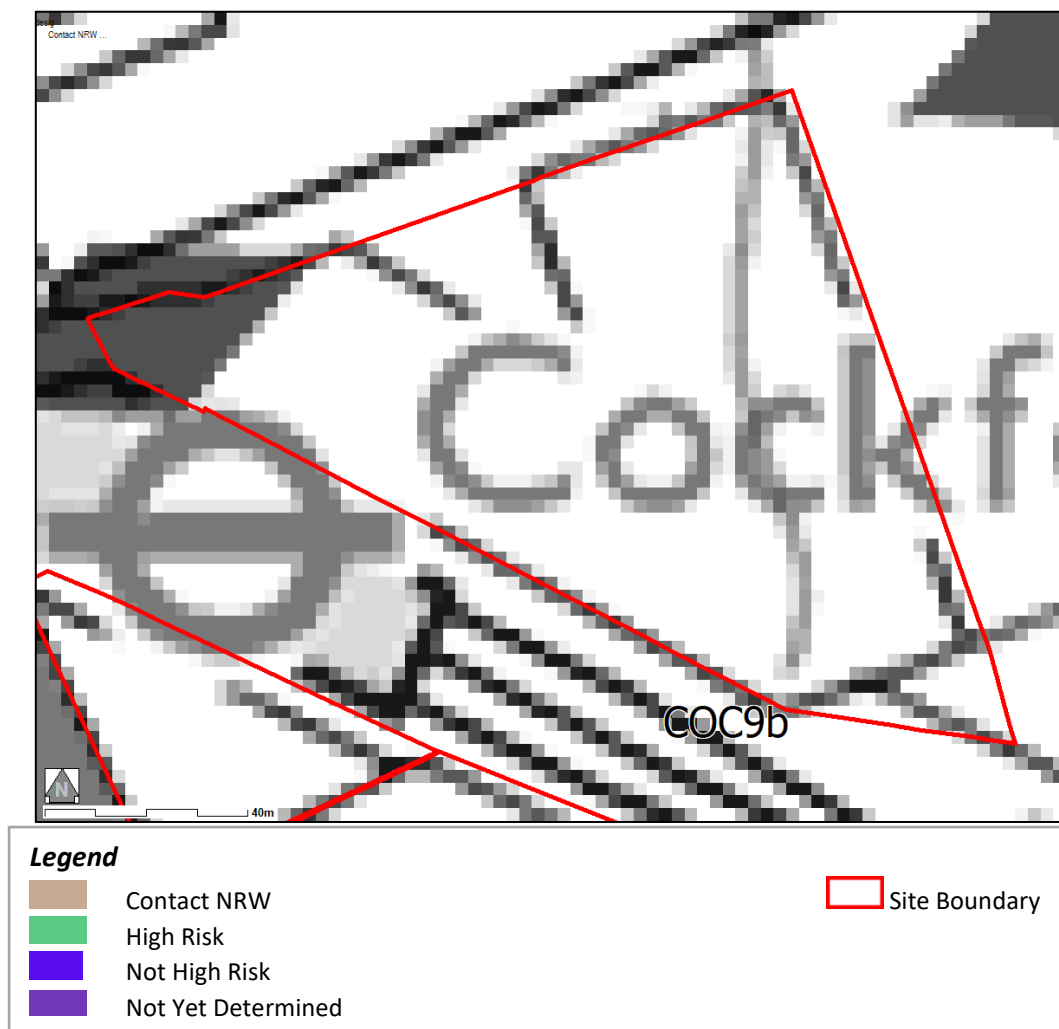 Contact NRW ...
Cockf
COC9b
N
40m
Legend
Contact NRW
High Risk
Not High Risk
Not Yet Determined
Site Boundary